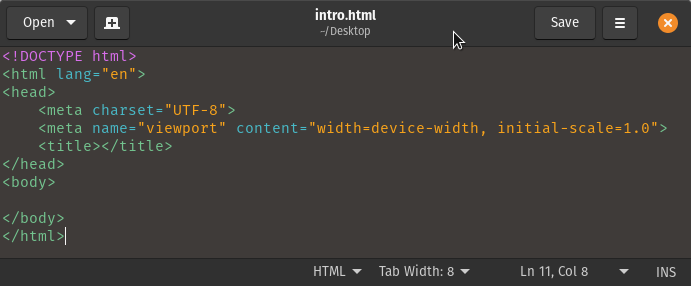 Open
intro.html
~/Desktop
Save
<!DOCTYPE html>
<html lang="en">
<head>
    <meta charset="UTF-8">
    <meta name="viewport" content="width=device-width, initial-scale=1.0">
    <title></title>
</head>
<body>

</body>
</html>
HTML Tab Width: 8 Ln 11, Col 8 INS